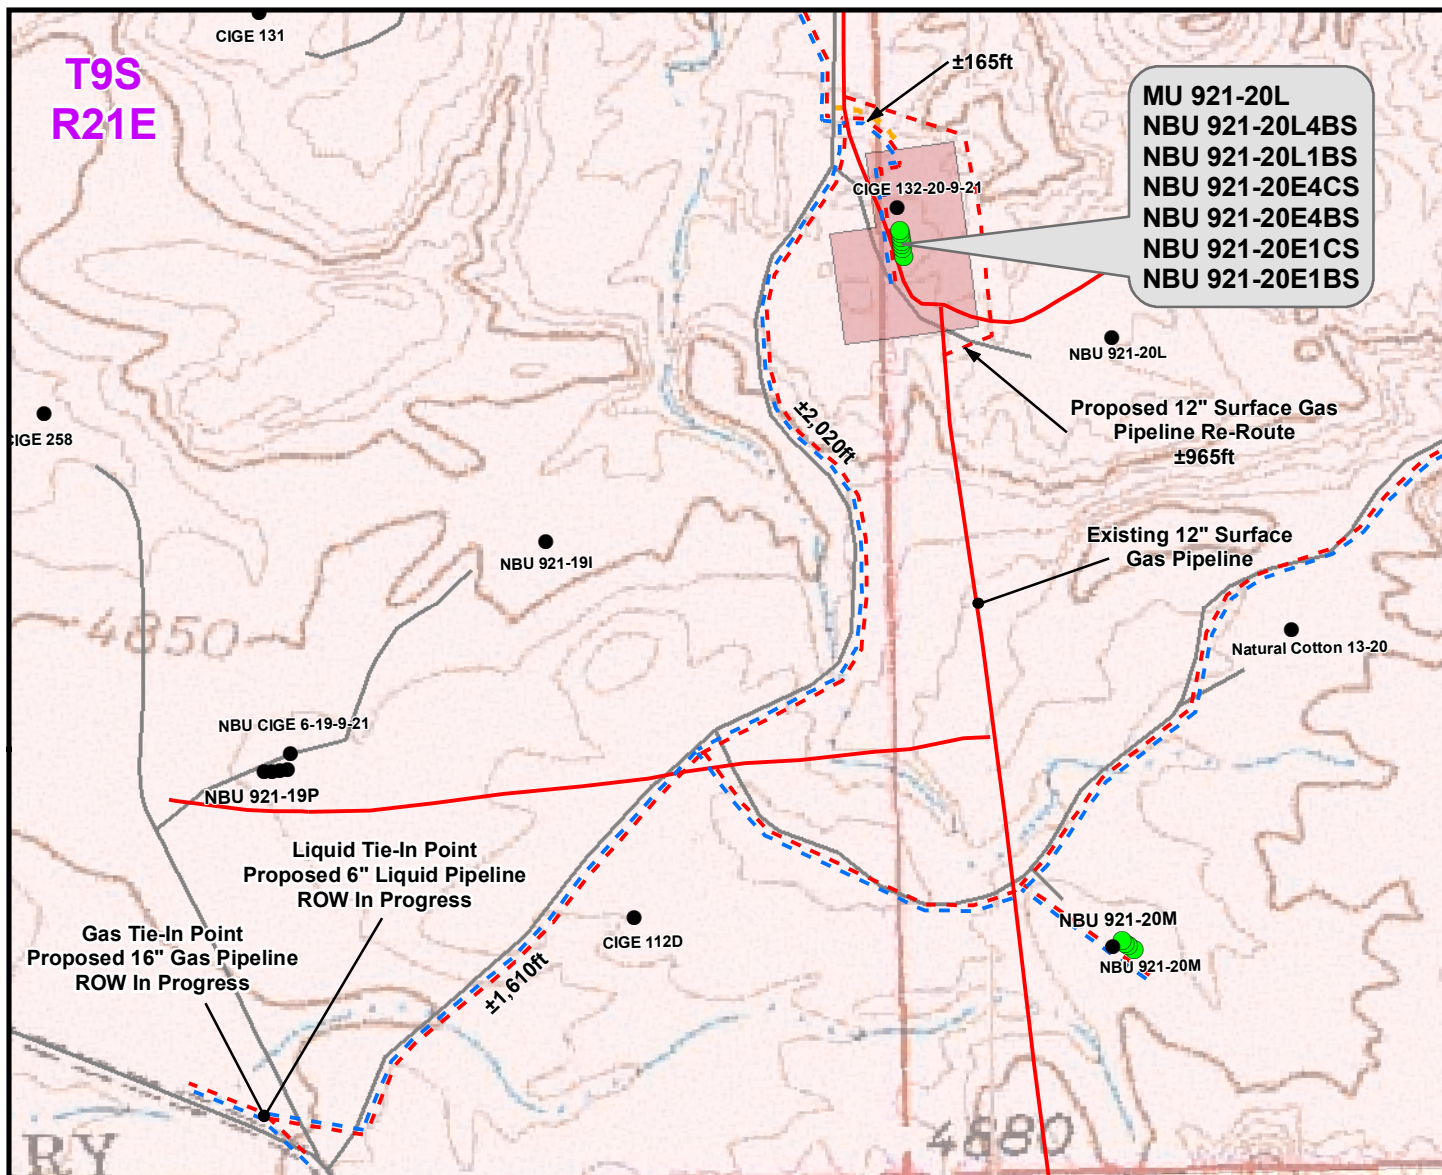 CIGE 131
T9S
R21E
±165ft
MU 921-20L
NBU 921-20L4BS
NBU 921-20L1BS
NBU 921-20E4CS
NBU 921-20E4BS
NBU 921-20E1CS
NBU 921-20E1BS
CIGE 132-20-9-21
NBU 921-20L
Proposed 12" Surface Gas
Pipeline Re-Route
±965ft
CIGE 258
±2,020ft
Existing 12" Surface
Gas Pipeline
NBU 921-19I
4850
Natural Cotton 13-20
NBU CIGE 6-19-9-21
NBU 921-19P
Liquid Tie-In Point
Proposed 6" Liquid Pipeline
ROW In Progress
Gas Tie-In Point
Proposed 16" Gas Pipeline
ROW In Progress
CIGE 112D
±1,610ft
NBU 921-20M
NBU 921-20M
4880
RY